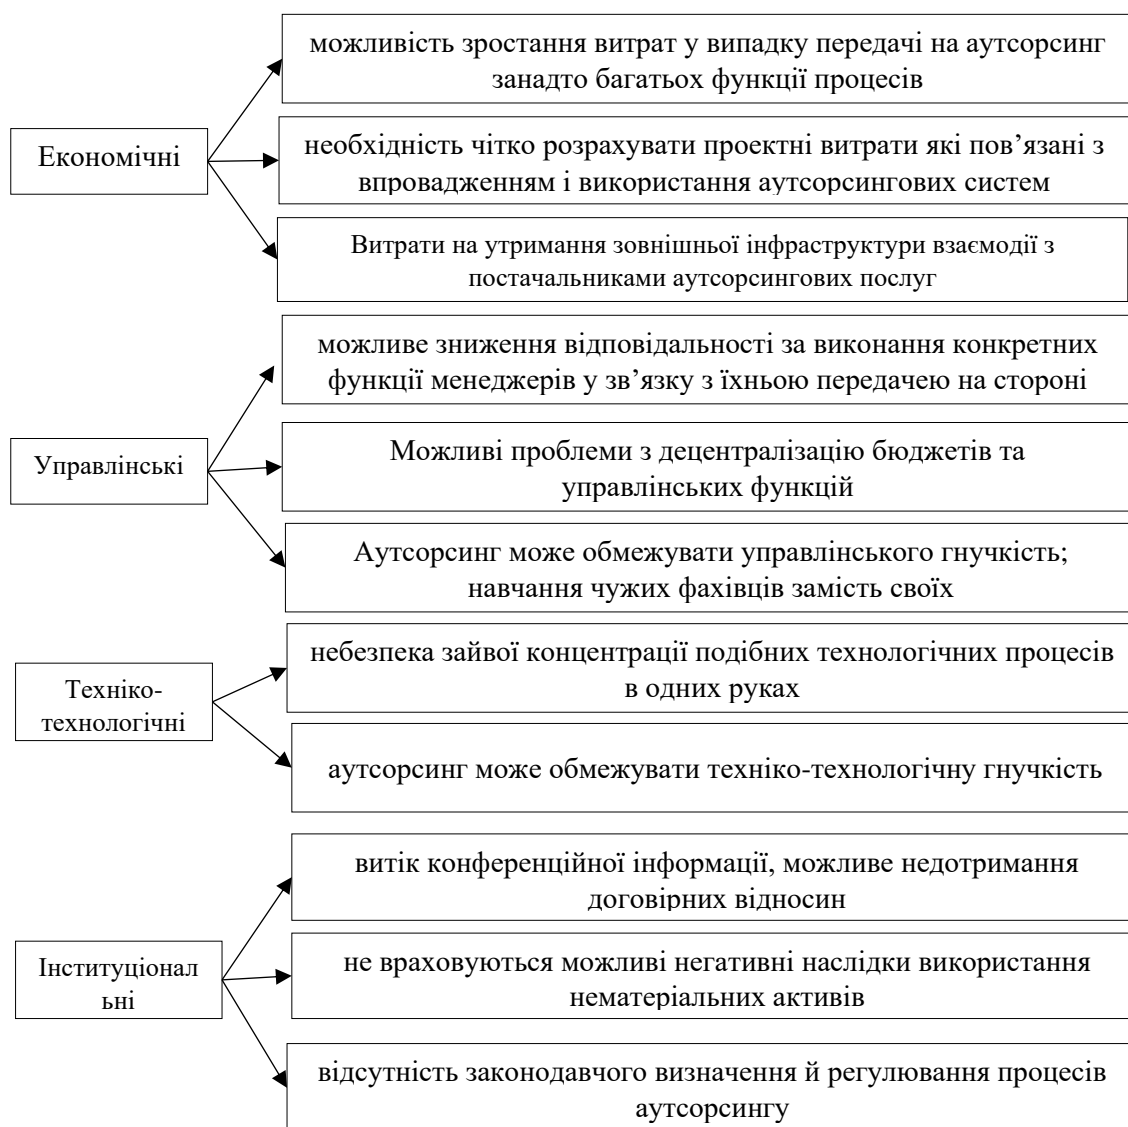 можливість зростання витрат у випадку передачі на аутсорсинг
занадто багатьох функції процесів
Економічні
необхідність чітко розрахувати проектні витрати які пов’язані з
впровадженням і використання аутсорсингових систем
Витрати на утримання зовнішньої інфраструктури взаємодії з
постачальниками аутсорсингових послуг
можливе зниження відповідальності за виконання конкретних
функції менеджерів у зв’язку з їхньою передачею на стороні
Управлінські
Можливі проблеми з децентралізацію бюджетів та
управлінських функцій
Аутсорсинг може обмежувати управлінського гнучкість;
навчання чужих фахівців замість своїх
Техніко-
технологічні
небезпека зайвої концентрації подібних технологічних процесів
в одних руках
аутсорсинг може обмежувати техніко-технологічну гнучкість
витік конференційної інформації, можливе недотримання
договірних відносин
Інституціонал
ьні
не враховуються можливі негативні наслідки використання
нематеріальних активів
відсутність законодавчого визначення й регулювання процесів
аутсорсингу